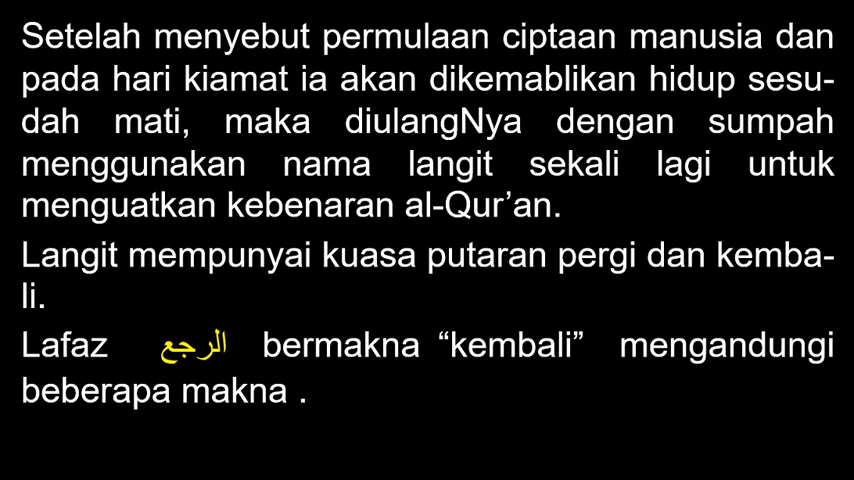 Setelah menyebut permulaan ciptaan manusia dan
pada hari kiamat ia akan dikemablikan hidup sesu-
dah mati, maka diulangNya dengan sumpah
menggunakan nama langit sekali lagi untuk
menguatkan kebenaran al-Qur’an.
Langit mempunyai kuasa putaran pergi dan kemba-
li.
Lafaz الرجع bermakna “kembali” mengandungi
beberapa makna .